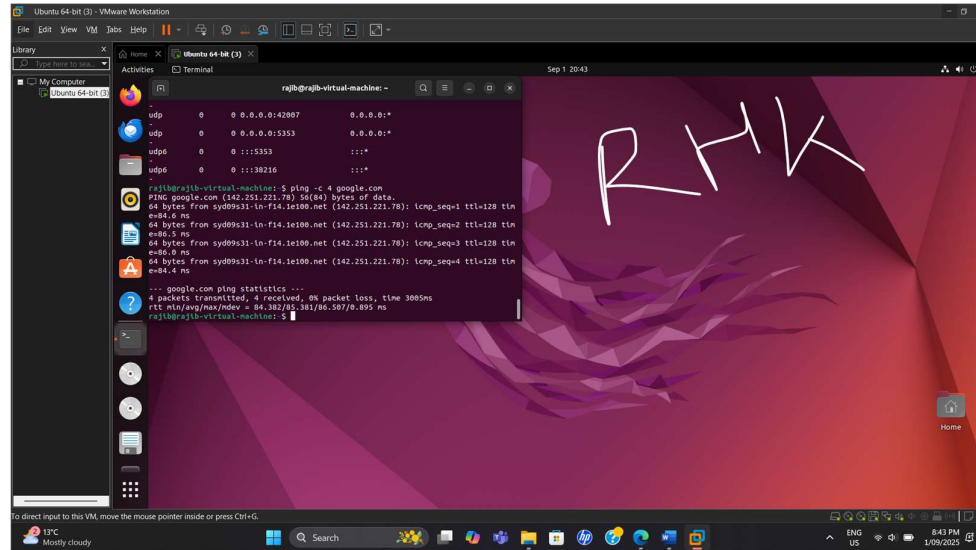 Ubuntu 64-bit (3) - VMware Workstation
File Edit View VM Tabs Help
Library X
Type here to sea...
My Computer
Ubuntu 64-bit (3)
Home X Ubuntu 64-bit (3) X
Activities Terminal Sep 1 20:43
rajib@rajib-virtual-machine: ~
-
udp 0 0 0.0.0.0:42007 0.0.0.0:*
-
udp 0 0 0.0.0.0:5353 0.0.0.0:*
-
udp6 0 0 :::5353 :::*
-
udp6 0 0 :::38216 :::*
-
rajib@rajib-virtual-machine:~$ ping -c 4 google.com
PING google.com (142.251.221.78) 56(84) bytes of data.
64 bytes from syd09s31-in-f14.1e100.net (142.251.221.78): icmp_seq=1 ttl=128 tim
e=84.6 ms
64 bytes from syd09s31-in-f14.1e100.net (142.251.221.78): icmp_seq=2 ttl=128 tim
e=86.5 ms
64 bytes from syd09s31-in-f14.1e100.net (142.251.221.78): icmp_seq=3 ttl=128 tim
e=86.0 ms
64 bytes from syd09s31-in-f14.1e100.net (142.251.221.78): icmp_seq=4 ttl=128 tim
e=84.4 ms
--- google.com ping statistics ---
4 packets transmitted, 4 received, 0% packet loss, time 3005ms
rtt min/avg/max/mdev = 84.382/85.381/86.507/0.895 ms
rajib@rajib-virtual-machine:~$
RHK
Home
To direct input to this VM, move the mouse pointer inside or press Ctrl+G.
2
13°C
Mostly cloudy
Search
ENG
US
8:43 PM
1/09/2025